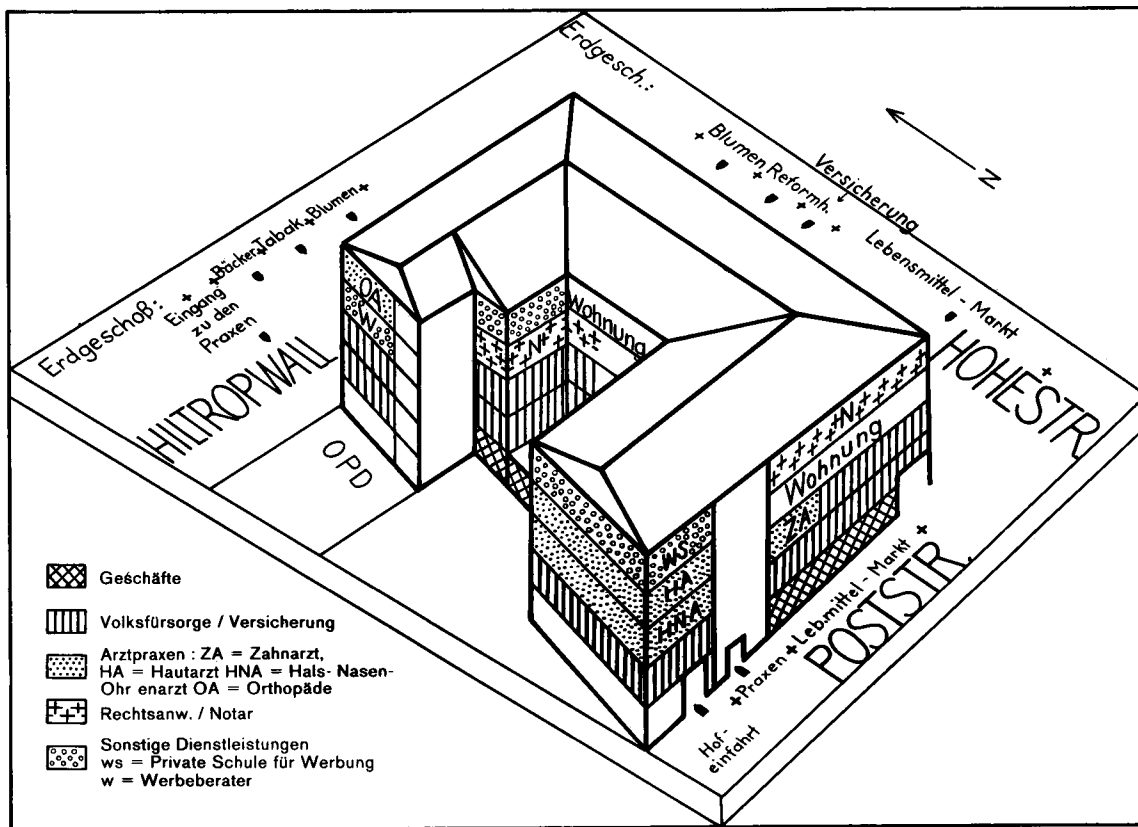 Erdgesch.:
Blumen
Reformh.
Versicherung
Lebensmittel - Markt
N
HOHESTR.
Erdgeschoß:
Eingang
zu den
Praxen
Bäcker
Tabak
Blumen
HILTROPWALL
OPD
OA
W
N
Wohnung
N
Wohnung
ZA
WS
HA
HNA
Hof-
einfahrt
Praxen
Leb.mittel - Markt
POSTSTR.
Geschäfte
Volksfürsorge / Versicherung
Arztpraxen : ZA = Zahnarzt,
HA = Hautarzt HNA = Hals- Nasen-
Ohr enarzt OA = Orthopäde
Rechtsanw. / Notar
Sonstige Dienstleistungen
ws = Private Schule für Werbung
w = Werbeberater